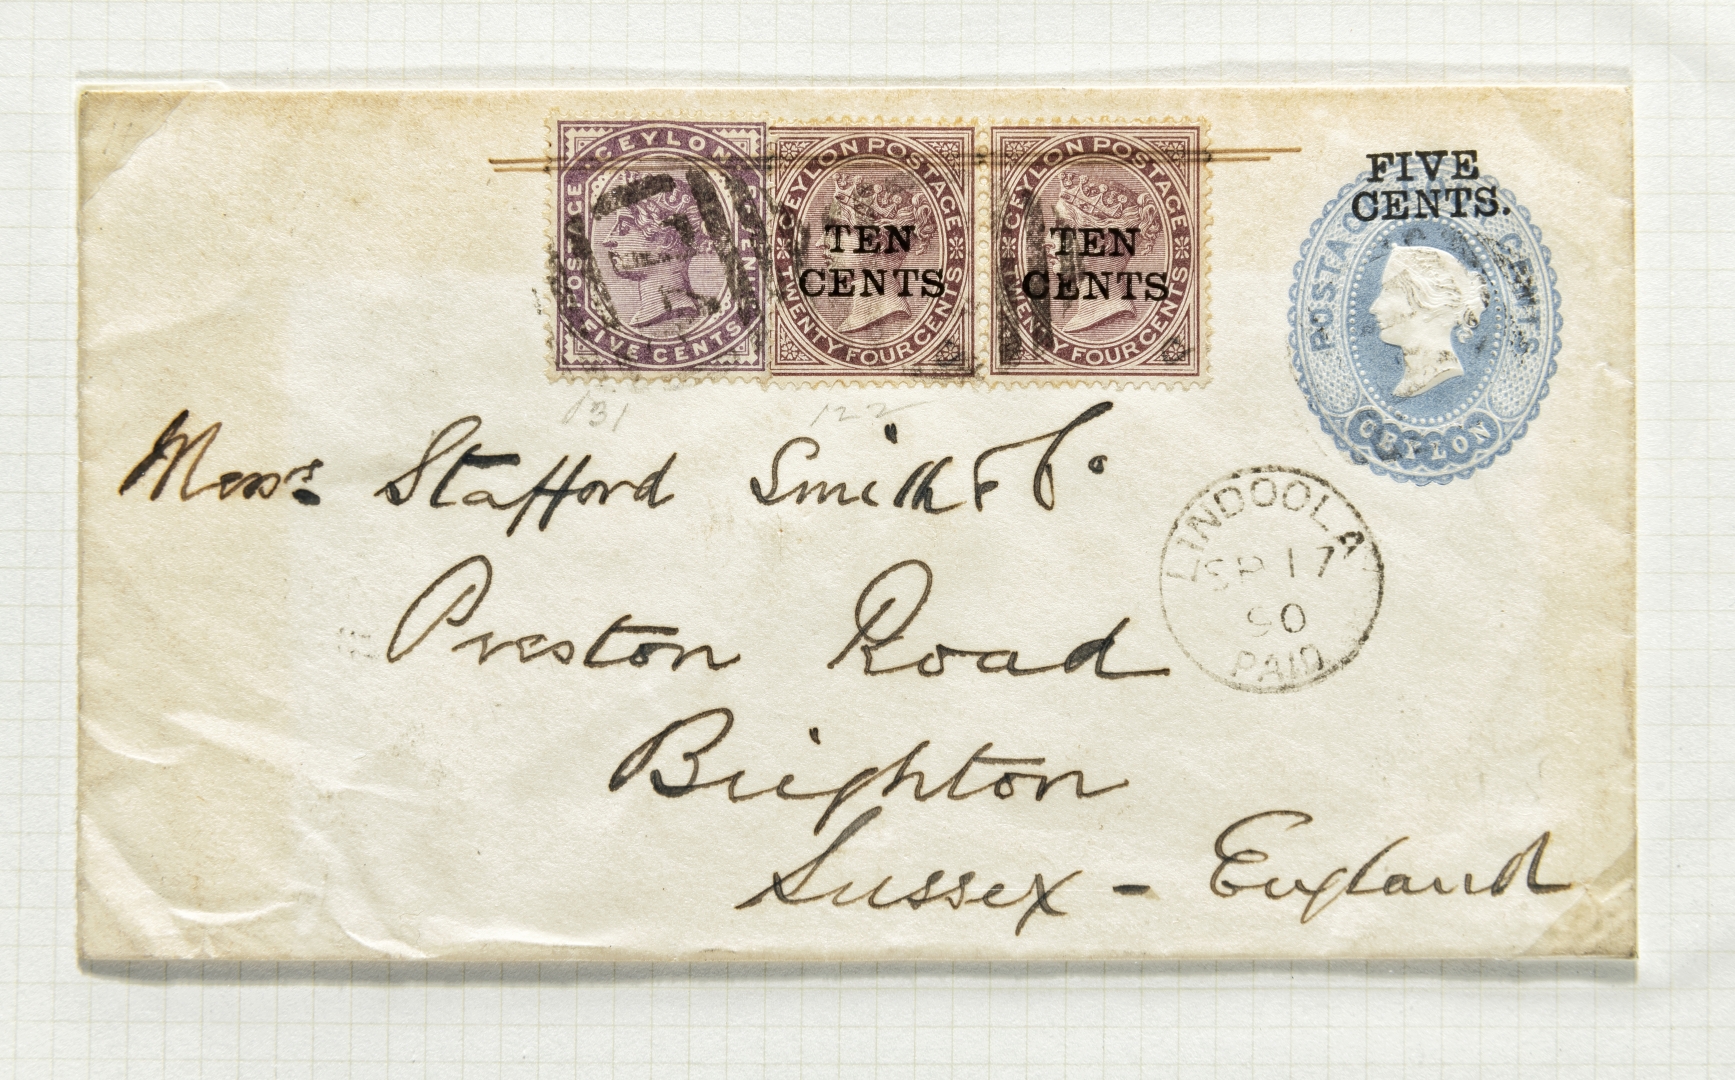 CEYLON POSTAGE FIVE CENTS
CEYLON POSTAGE TWENTY FOUR CENTS
TEN
CENTS
CEYLON POSTAGE TWENTY FOUR CENTS
TEN
CENTS
FIVE
CENTS.
POSTAGE CENTS
CEYLON
131
122
Messrs Stafford Smith & Co
LINDOOLA
SP 17
90
PAID
Preston Road
Brighton
Sussex - England